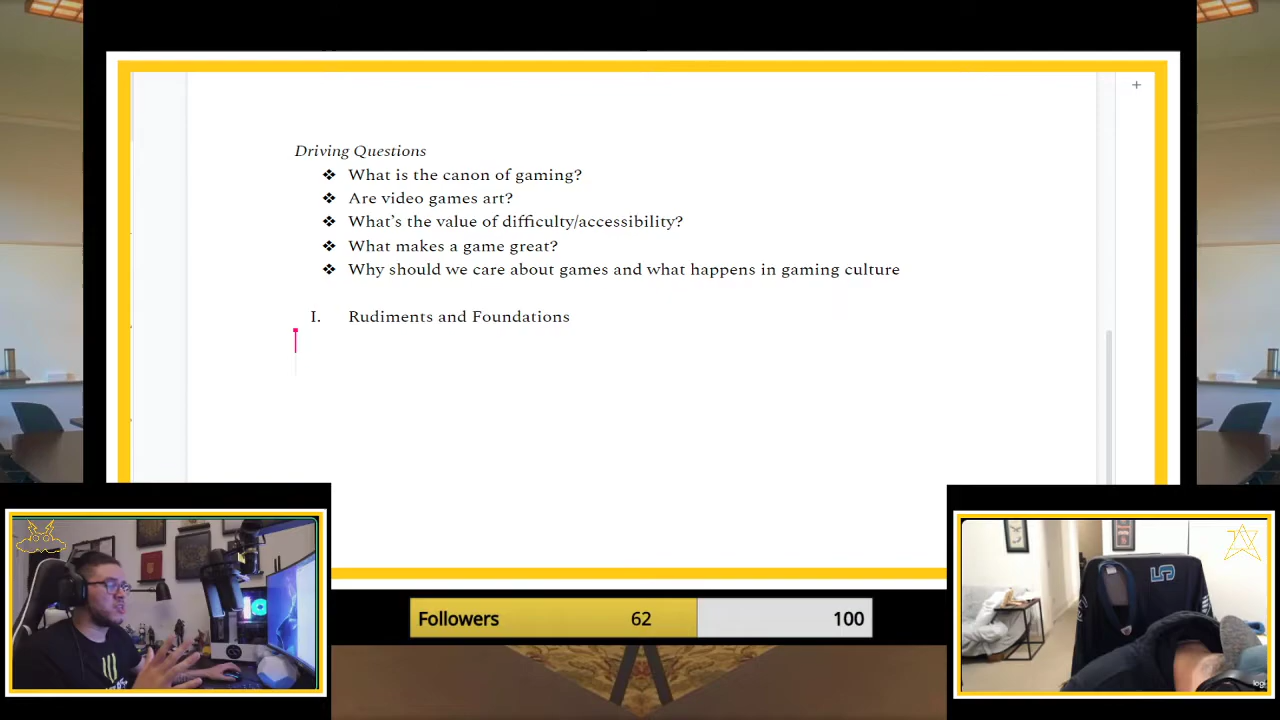 Driving Questions
❖ What is the canon of gaming?
❖ Are video games art?
❖ What's the value of difficulty/accessibility?
❖ What makes a game great?
❖ Why should we care about games and what happens in gaming culture
I. Rudiments and Foundations
Followers 62 100
5
logi